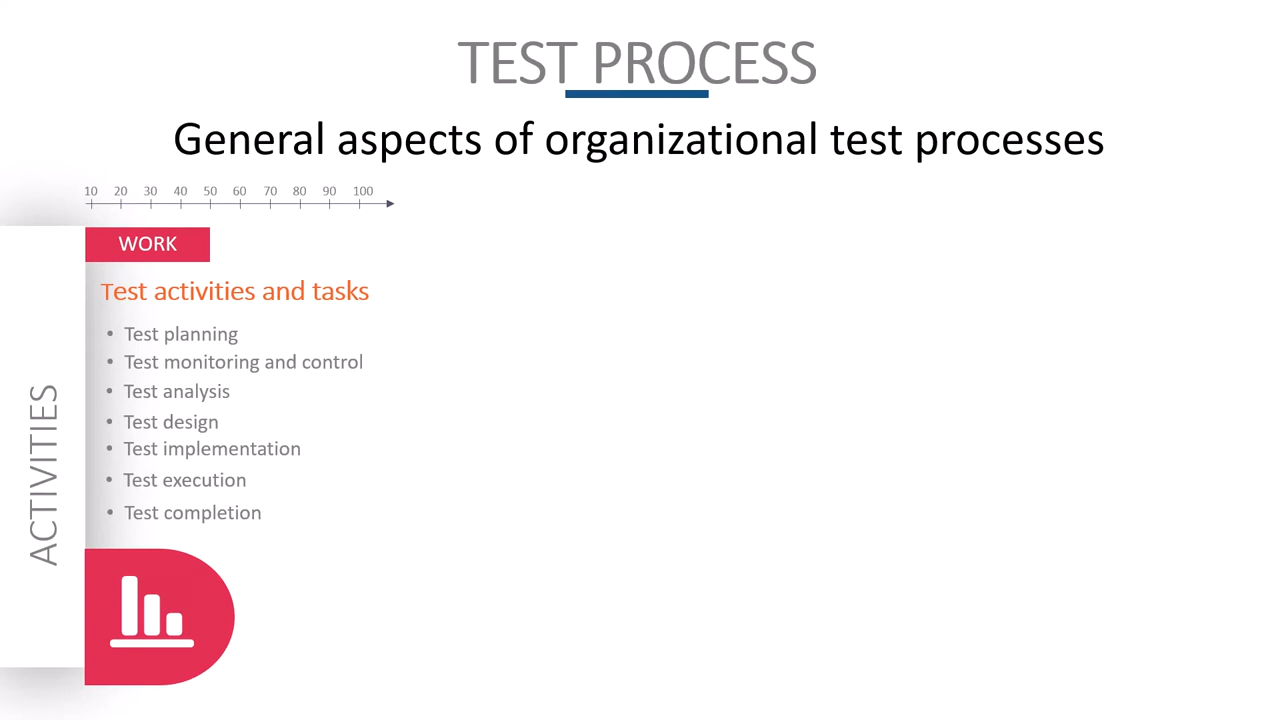 TEST PROCESS
General aspects of organizational test processes
10 20 30 40 50 60 70 80 90 100
WORK
Test activities and tasks
• Test planning
• Test monitoring and control
• Test analysis
• Test design
• Test implementation
• Test execution
• Test completion
ACTIVITIES